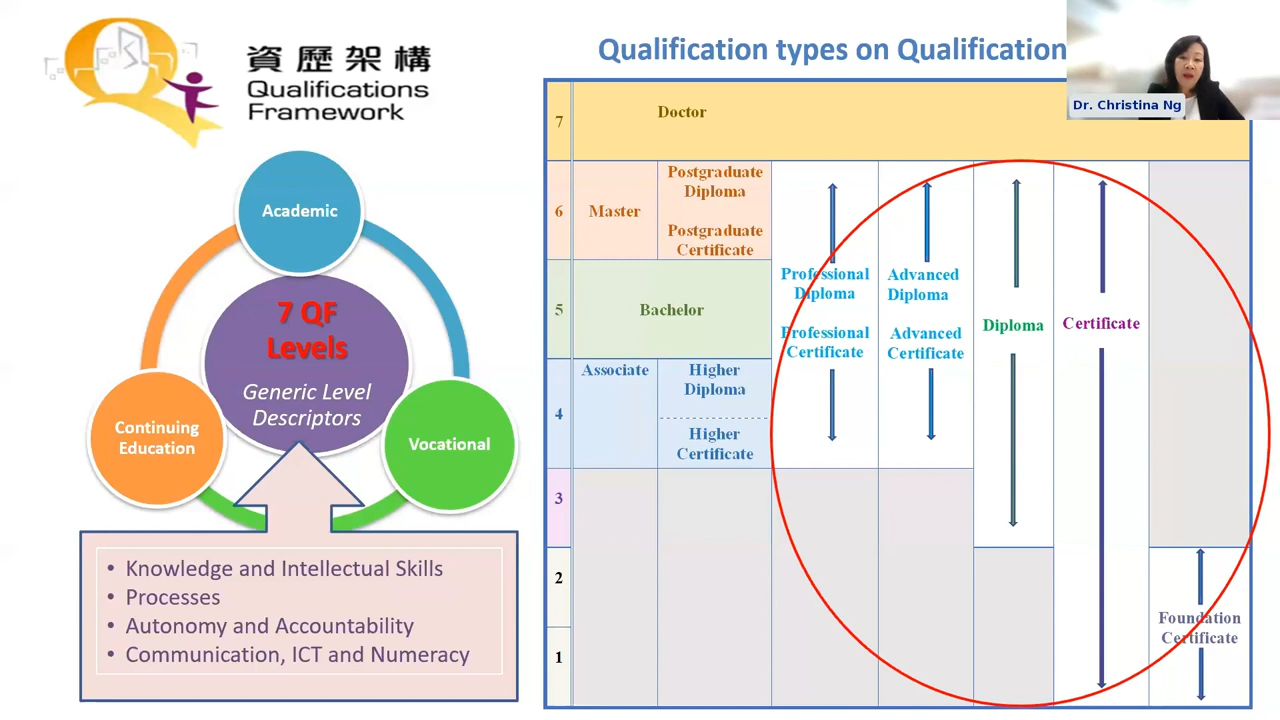 資歷架構
Qualifications
Framework
Academic
7 QF
Levels
Generic Level
Descriptors
Continuing
Education
Vocational
• Knowledge and Intellectual Skills
• Processes
• Autonomy and Accountability
• Communication, ICT and Numeracy
Qualification types on Qualification
Dr. Christina Ng
7
Doctor
6
Master
Postgraduate
Diploma
Postgraduate
Certificate
5
Bachelor
4
Associate
Higher
Diploma
Higher
Certificate
Professional
Diploma
Professional
Certificate
Advanced
Diploma
Advanced
Certificate
Diploma
Certificate
3
2
1
Foundation
Certificate